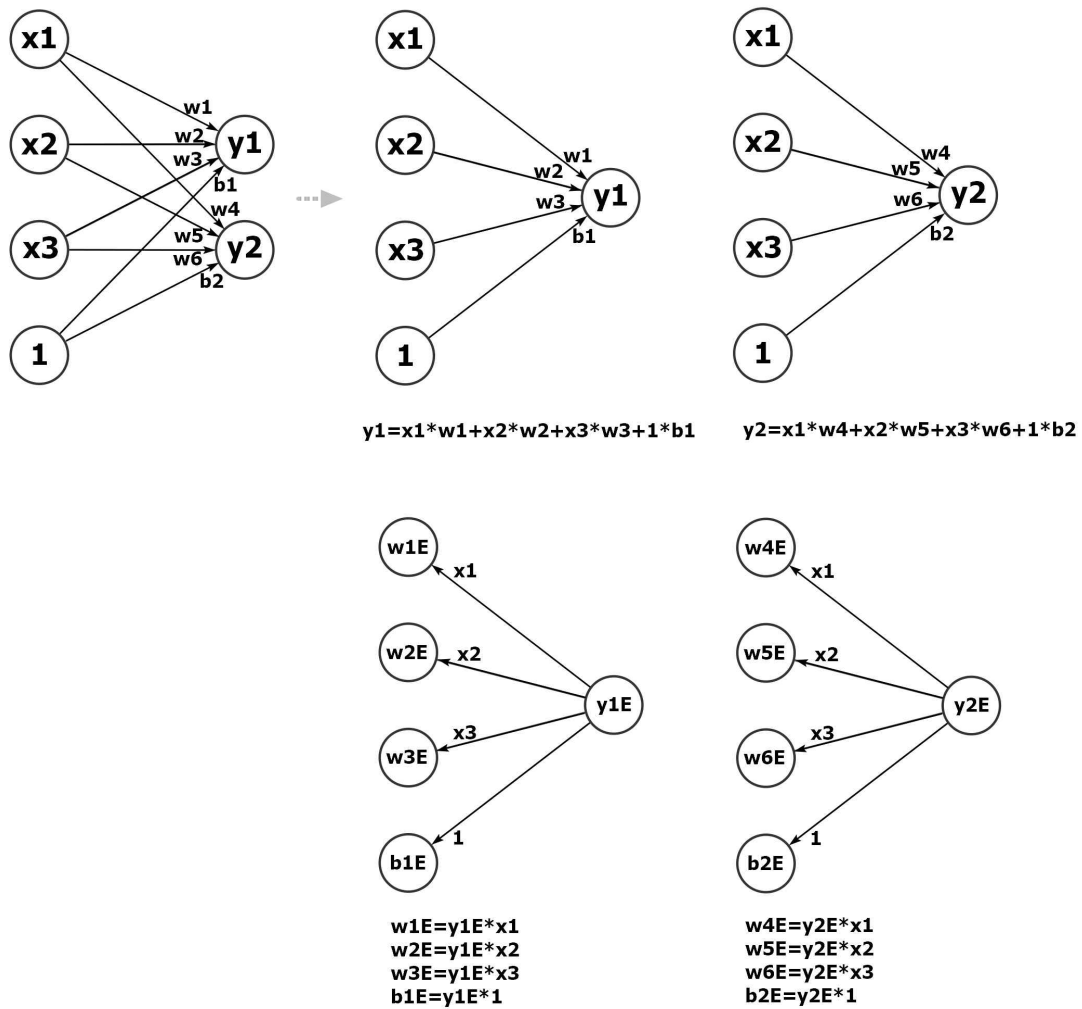 x1
x2
x3
1
w1
w2
w3
b1
w4
w5
w6
b2
y1
y2
x1
x2
x3
1
w1
w2
w3
b1
y1
y1=x1*w1+x2*w2+x3*w3+1*b1
x1
x2
x3
1
w4
w5
w6
b2
y2
y2=x1*w4+x2*w5+x3*w6+1*b2
w1E
w2E
w3E
b1E
x1
x2
x3
1
y1E
w1E=y1E*x1
w2E=y1E*x2
w3E=y1E*x3
b1E=y1E*1
w4E
w5E
w6E
b2E
x1
x2
x3
1
y2E
w4E=y2E*x1
w5E=y2E*x2
w6E=y2E*x3
b2E=y2E*1